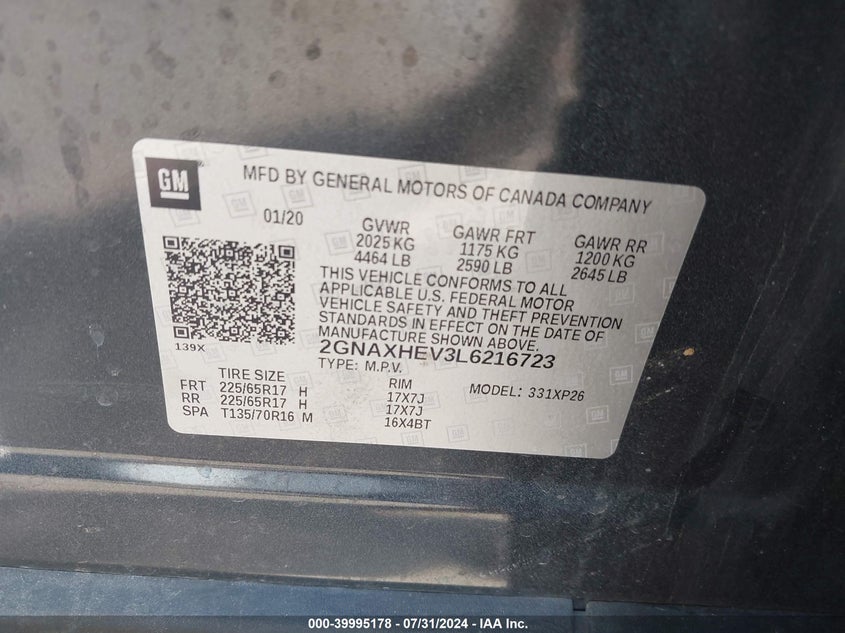 GM
MFD BY GENERAL MOTORS OF CANADA COMPANY
01/20
GVWR
2025 KG
4464 LB
GAWR FRT
1175 KG
2590 LB
GAWR RR
1200 KG
2645 LB
THIS VEHICLE CONFORMS TO ALL
APPLICABLE U.S. FEDERAL MOTOR
VEHICLE SAFETY AND THEFT PREVENTION
STANDARDS IN EFFECT ON THE DATE OF
MANUFACTURE SHOWN ABOVE.
139X
2GNAXHEV3L6216723
TYPE: M.P.V.
MODEL: 331XP26
TIRE SIZE RIM
FRT 225/65R17 H 17X7J
RR 225/65R17 H 17X7J
SPA T135/70R16 M 16X4BT
000-39995178 / 07/31/2024 - IAA Inc.